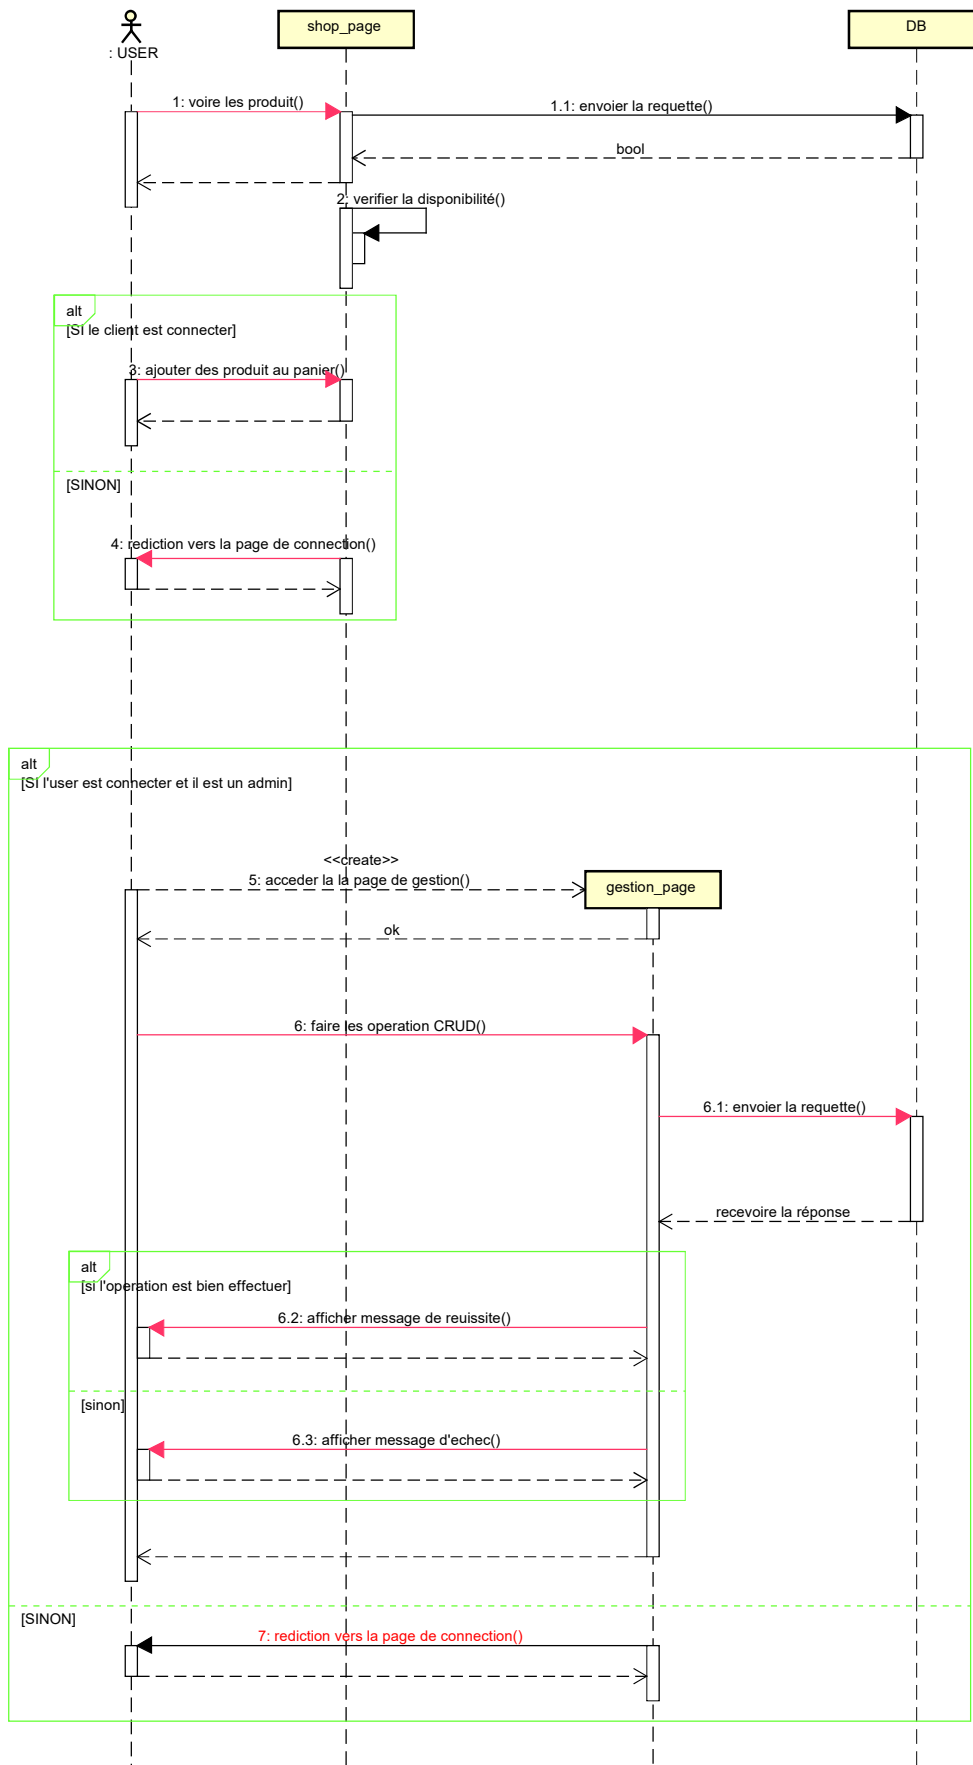 : USER
shop_page
DB
1: voire les produit()
1.1: envoier la requette()
bool
2: verifier la disponibilité()
alt
[SI le client est connecter]
3: ajouter des produit au panier()
[SINON]
4: rediction vers la page de connection()
alt
[SI l'user est connecter et il est un admin]
<<create>>
5: acceder la la page de gestion()
gestion_page
ok
6: faire les operation CRUD()
6.1: envoier la requette()
recevoire la réponse
alt
[si l'operation est bien effectuer]
6.2: afficher message de reuissite()
[sinon]
6.3: afficher message d'echec()
[SINON]
7: rediction vers la page de connection()